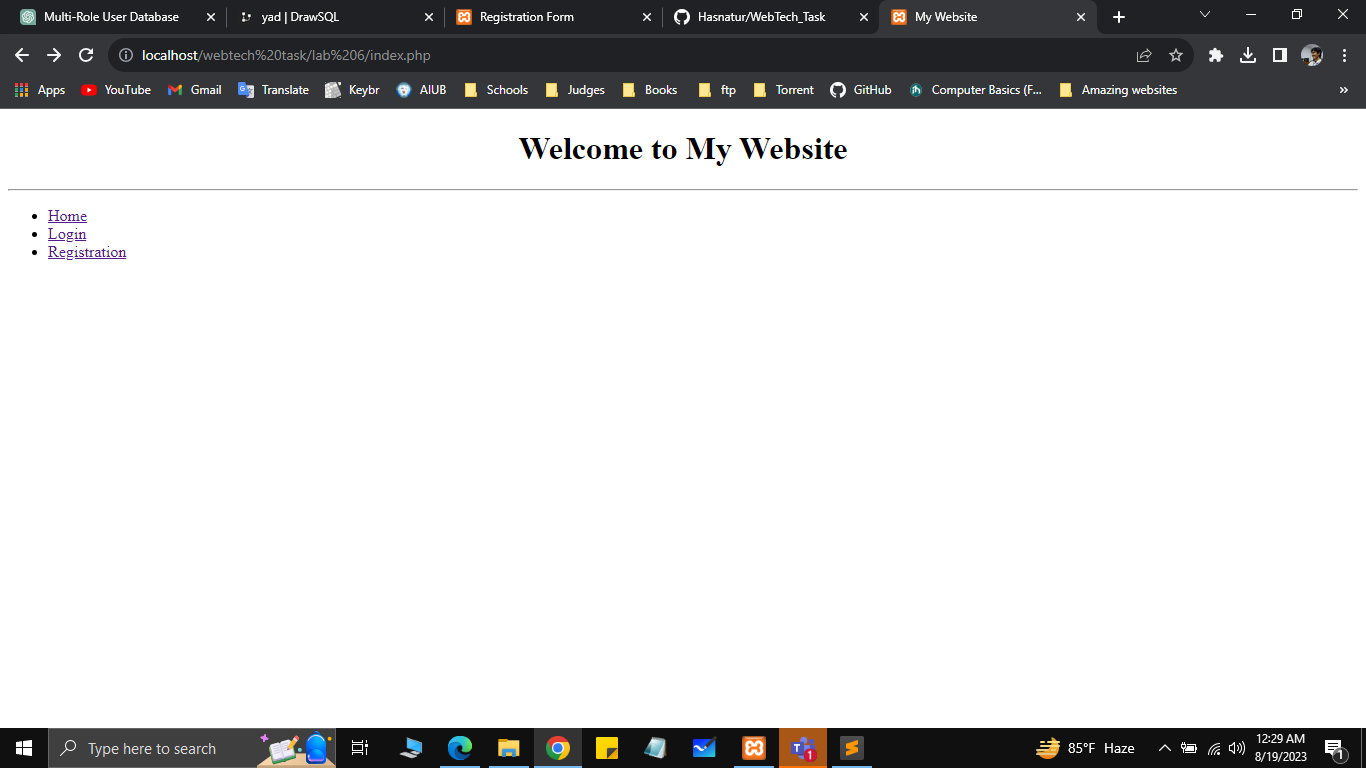 Multi-Role User Database
yad | DrawSQL
Registration Form
Hasnatur/WebTech_Task
My Website
localhost/webtech%20task/lab%206/index.php
Apps
YouTube
Gmail
Translate
Keybr
AIUB
Schools
Judges
Books
ftp
Torrent
GitHub
Computer Basics (F...
Amazing websites
»
Welcome to My Website
Home
Login
Registration
Type here to search
1
85°F Haze
12:29 AM
8/19/2023
1